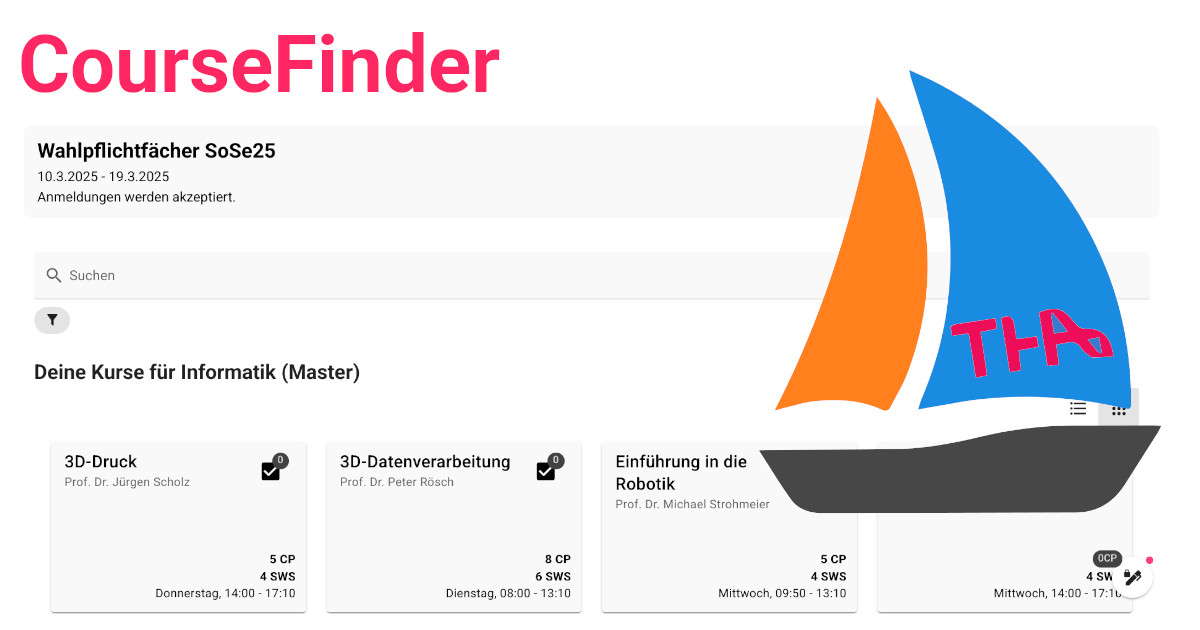 CourseFinder
Wahlpflichtfächer SoSe25
10.3.2025 - 19.3.2025
Anmeldungen werden akzeptiert.
Suchen
THA
Deine Kurse für Informatik (Master)
3D-Druck
0
Prof. Dr. Jürgen Scholz
5 CP
4 SWS
Donnerstag, 14:00 - 17:10
3D-Datenverarbeitung
0
Prof. Dr. Peter Rösch
8 CP
6 SWS
Dienstag, 08:00 - 13:10
Einführung in die
Robotik
Prof. Dr. Michael Strohmeier
5 CP
4 SWS
Mittwoch, 09:50 - 13:10
0CP
4 SW
Mittwoch, 14:00 - 17:10